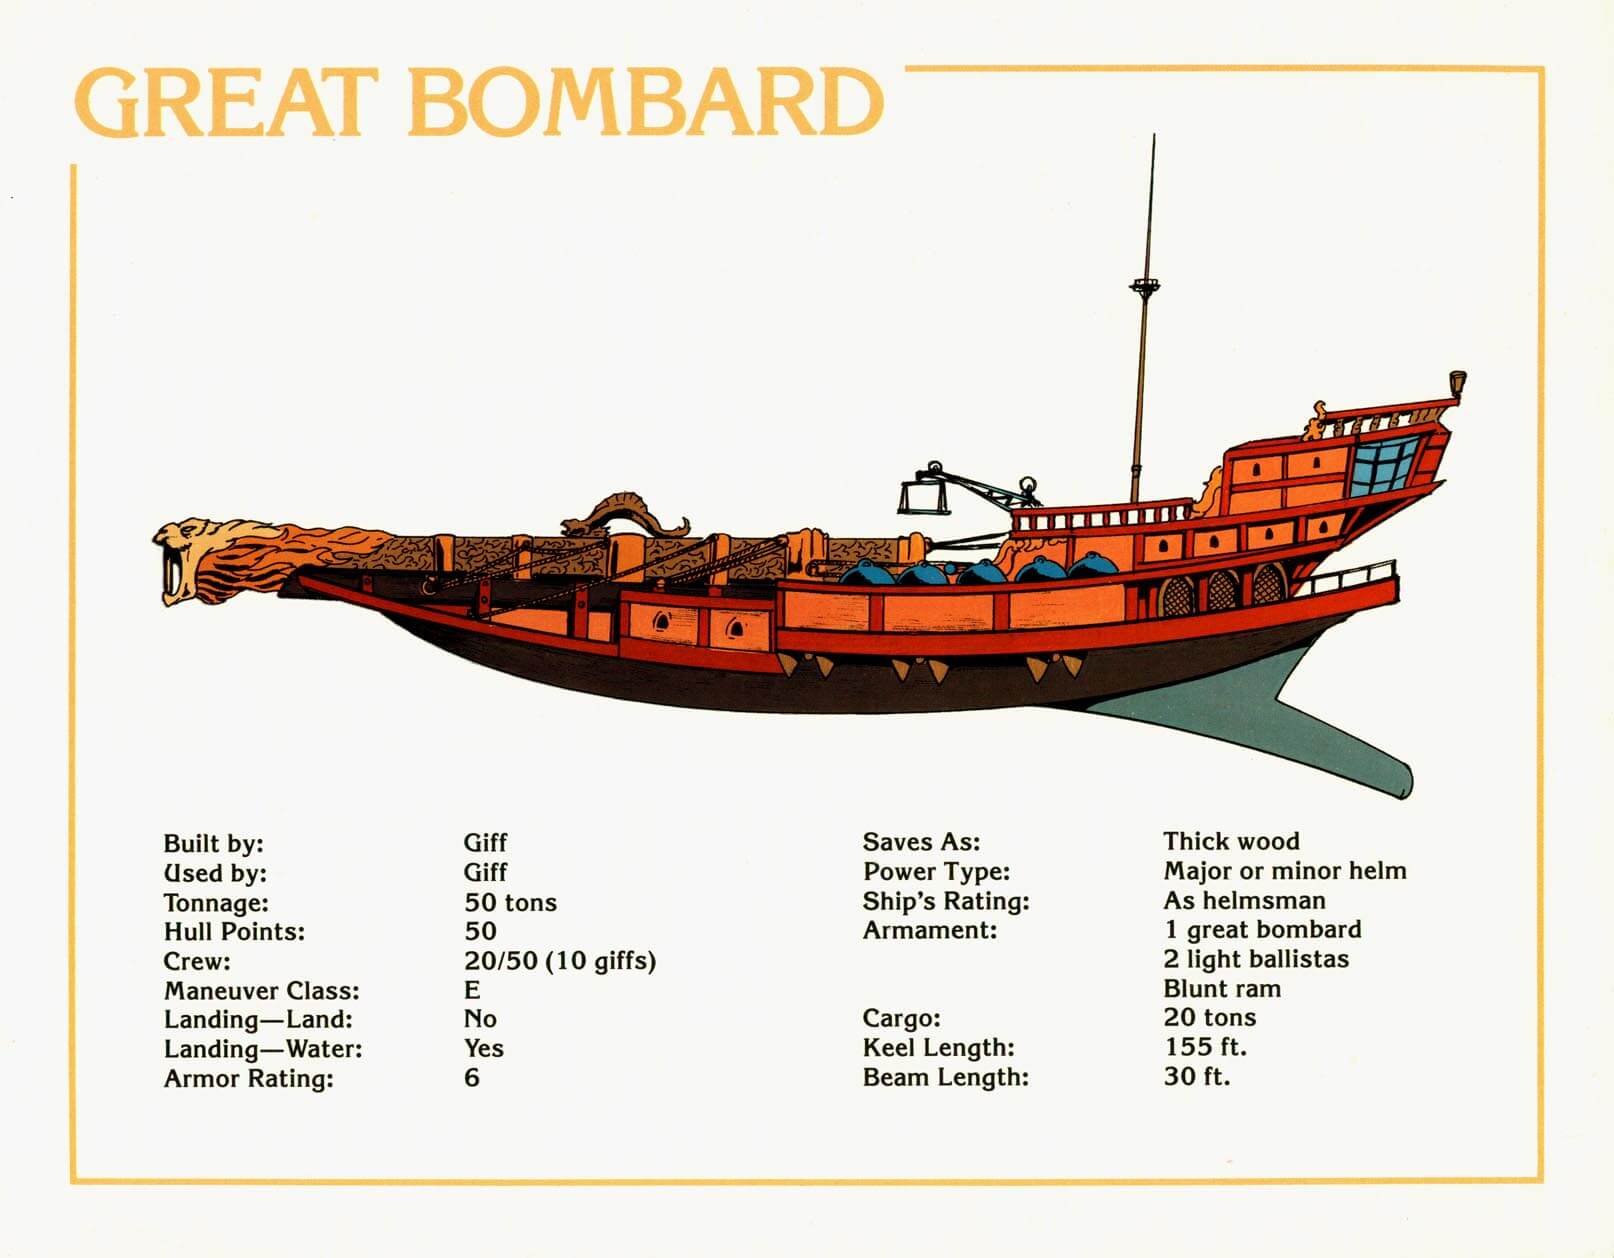 GREAT BOMBARD
Built by: Giff
Used by: Giff
Tonnage: 50 tons
Hull Points: 50
Crew: 20/50 (10 giffs)
Maneuver Class: E
Landing—Land: No
Landing—Water: Yes
Armor Rating: 6
Saves As: Thick wood
Power Type: Major or minor helm
Ship's Rating: As helmsman
Armament: 1 great bombard
2 light ballistas
Blunt ram
Cargo: 20 tons
Keel Length: 155 ft.
Beam Length: 30 ft.